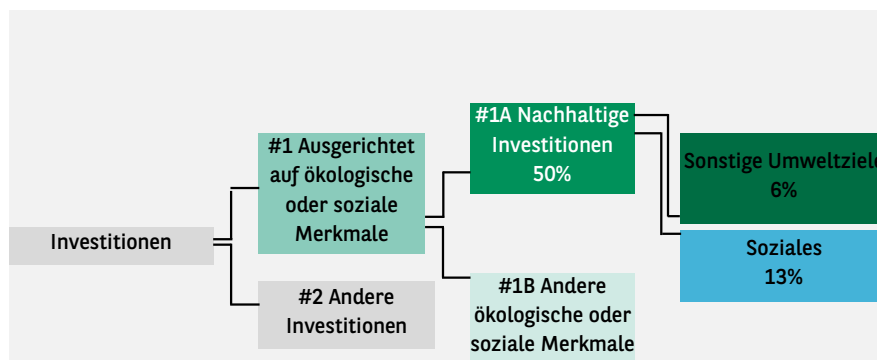 Investitionen
#1 Ausgerichtet
auf ökologische
oder soziale
Merkmale
#2 Andere
Investitionen
#1A Nachhaltige
Investitionen
50%
#1B Andere
ökologische oder
soziale Merkmale
Sonstige Umweltziele
6%
Soziales
13%